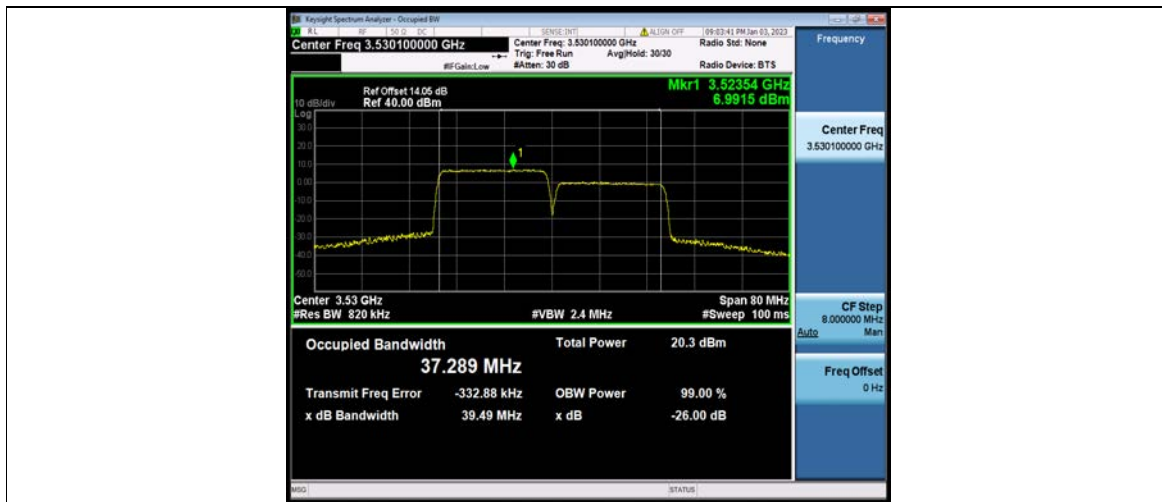 Keysight Spectrum Analyzer - Occupied BW
RL RF 50 Ω DC SENSE:INT ALIGN OFF 09:03:41 PM Jan 03, 2023
Center Freq 3.530100000 GHz
Center Freq: 3.530100000 GHz Radio Std: None
Trig: Free Run Avg|Hold: 30/30
#IFGain:Low #Atten: 30 dB Radio Device: BTS
Frequency
Mkr1 3.52354 GHz
6.9915 dBm
Ref Offset 14.05 dB
10 dB/div Ref 40.00 dBm
Log
30.0
20.0
10.0
0.00
-10.0
-20.0
-30.0
-40.0
-50.0
1
Center 3.53 GHz Span 80 MHz
#Res BW 820 kHz #VBW 2.4 MHz #Sweep 100 ms
Center Freq
3.530100000 GHz
CF Step
8.000000 MHz
Auto Man
Freq Offset
0 Hz
Occupied Bandwidth Total Power 20.3 dBm
37.289 MHz
Transmit Freq Error -332.88 kHz OBW Power 99.00 %
x dB Bandwidth 39.49 MHz x dB -26.00 dB
MSG STATUS